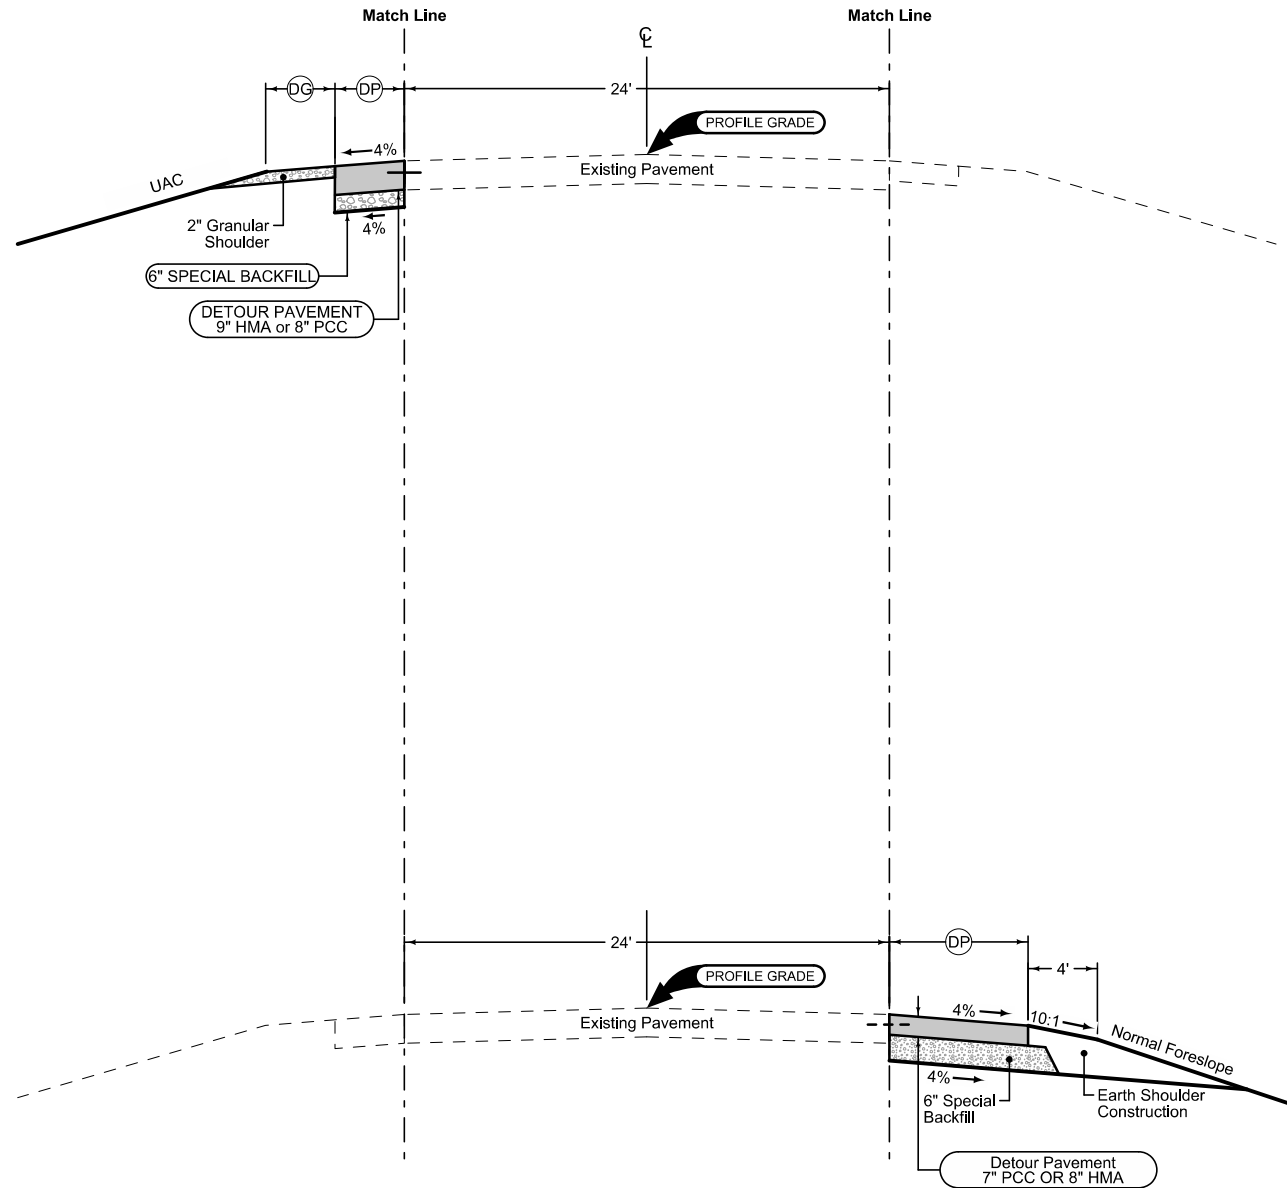 Match Line
Match Line
CL
DG
DP
24'
PROFILE GRADE
4%
Existing Pavement
UAC
2" Granular
Shoulder
4%
6" SPECIAL BACKFILL
DETOUR PAVEMENT
9" HMA or 8" PCC
24'
DP
4'
PROFILE GRADE
4%
10:1
Existing Pavement
Normal Foreslope
4%
6" Special
Backfill
Earth Shoulder
Construction
Detour Pavement
7" PCC OR 8" HMA